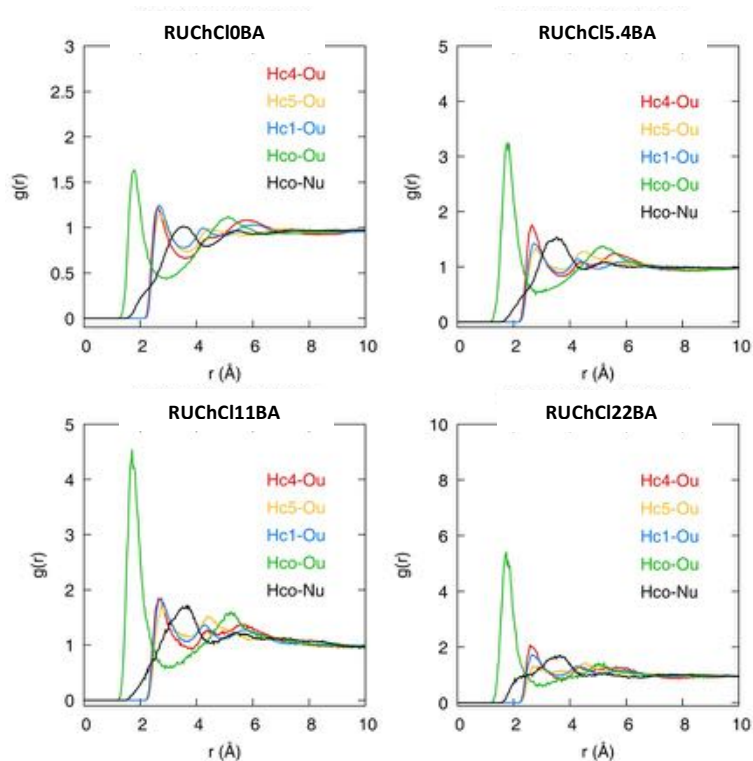 RUChCl0BA
3
2.5
2
1.5
1
0.5
0
g(r)
Hc4-Ou
Hc5-Ou
Hc1-Ou
Hco-Ou
Hco-Nu
0 2 4 6 8 10
r (Å)
RUChCl5.4BA
5
4
3
2
1
0
g(r)
Hc4-Ou
Hc5-Ou
Hc1-Ou
Hco-Ou
Hco-Nu
0 2 4 6 8 10
r (Å)
RUChCl11BA
5
4
3
2
1
0
g(r)
Hc4-Ou
Hc5-Ou
Hc1-Ou
Hco-Ou
Hco-Nu
0 2 4 6 8 10
r (Å)
RUChCl22BA
10
8
6
4
2
0
g(r)
Hc4-Ou
Hc5-Ou
Hc1-Ou
Hco-Ou
Hco-Nu
0 2 4 6 8 10
r (Å)